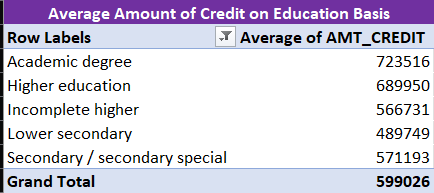 Average Amount of Credit on Education Basis
Row Labels Average of AMT_CREDIT
Academic degree 723516
Higher education 689950
Incomplete higher 566731
Lower secondary 489749
Secondary / secondary special 571193
Grand Total 599026